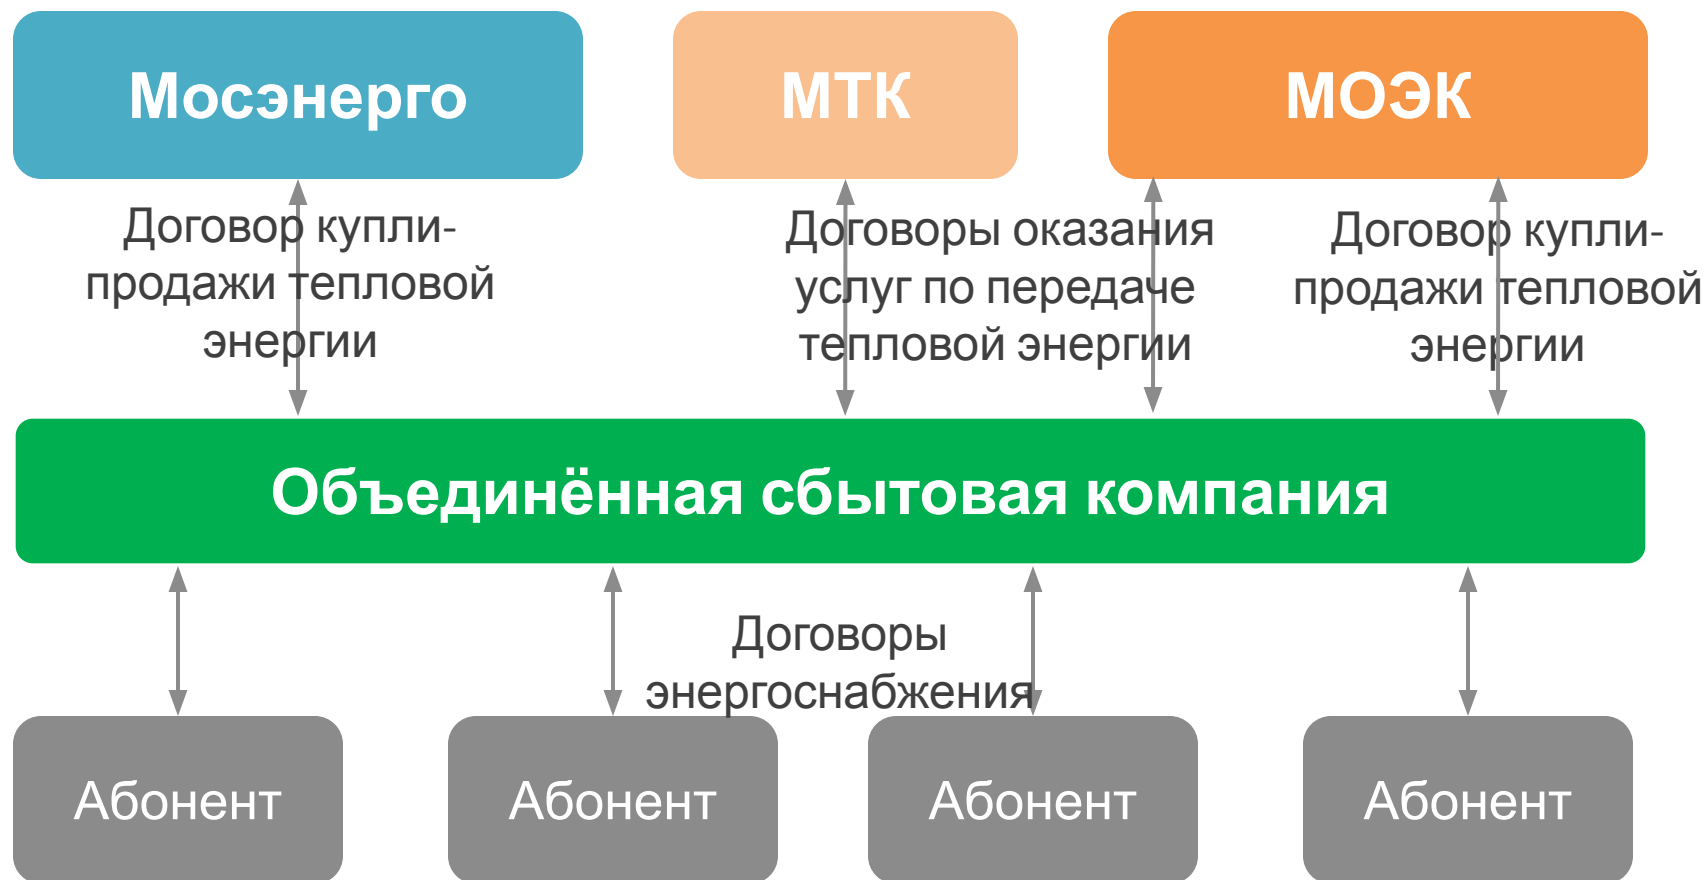 Мосэнерго
МТК
МОЭК
Договор купли-
продажи тепловой
энергии
Договоры оказания
услуг по передаче
тепловой энергии
Договор купли-
продажи тепловой
энергии
Объединённая сбытовая компания
Договоры
энергоснабжения
Абонент
Абонент
Абонент
Абонент